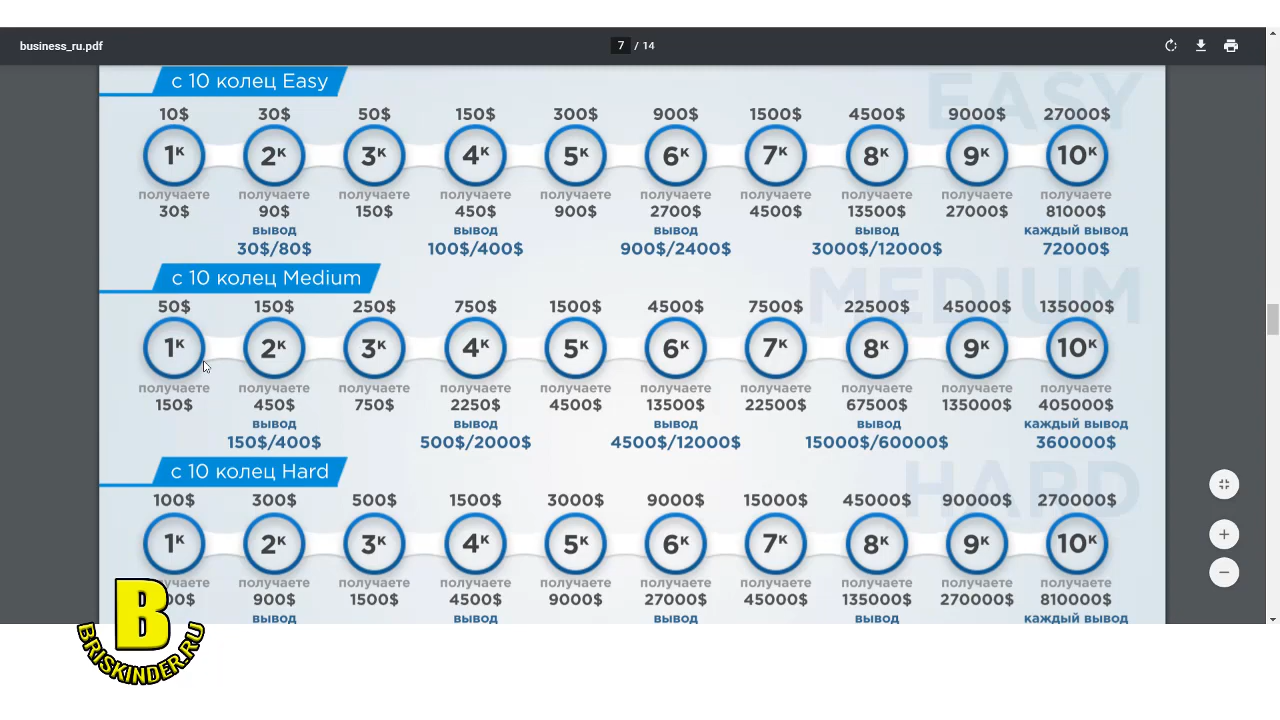 business_ru.pdf
7 / 14
EASY
с 10 колец Easy
10$ 30$ 50$ 150$ 300$ 900$ 1500$ 4500$ 9000$ 27000$
1К 2К 3К 4К 5К 6К 7К 8К 9К 10К
получаете получаете получаете получаете получаете получаете получаете получаете получаете получаете
30$ 90$ 150$ 450$ 900$ 2700$ 4500$ 13500$ 27000$ 81000$
вывод вывод вывод вывод каждый вывод
30$/80$ 100$/400$ 900$/2400$ 3000$/12000$ 72000$
MEDIUM
с 10 колец Medium
50$ 150$ 250$ 750$ 1500$ 4500$ 7500$ 22500$ 45000$ 135000$
1К 2К 3К 4К 5К 6К 7К 8К 9К 10К
получаете получаете получаете получаете получаете получаете получаете получаете получаете получаете
150$ 450$ 750$ 2250$ 4500$ 13500$ 22500$ 67500$ 135000$ 405000$
вывод вывод вывод вывод каждый вывод
150$/400$ 500$/2000$ 4500$/12000$ 15000$/60000$ 360000$
HARD
с 10 колец Hard
100$ 300$ 500$ 1500$ 3000$ 9000$ 15000$ 45000$ 90000$ 270000$
1К 2К 3К 4К 5К 6К 7К 8К 9К 10К
получаете получаете получаете получаете получаете получаете получаете получаете получаете
900$ 1500$ 4500$ 9000$ 27000$ 45000$ 135000$ 270000$ 810000$
вывод вывод вывод вывод каждый вывод
B
BRISKINDER.RU